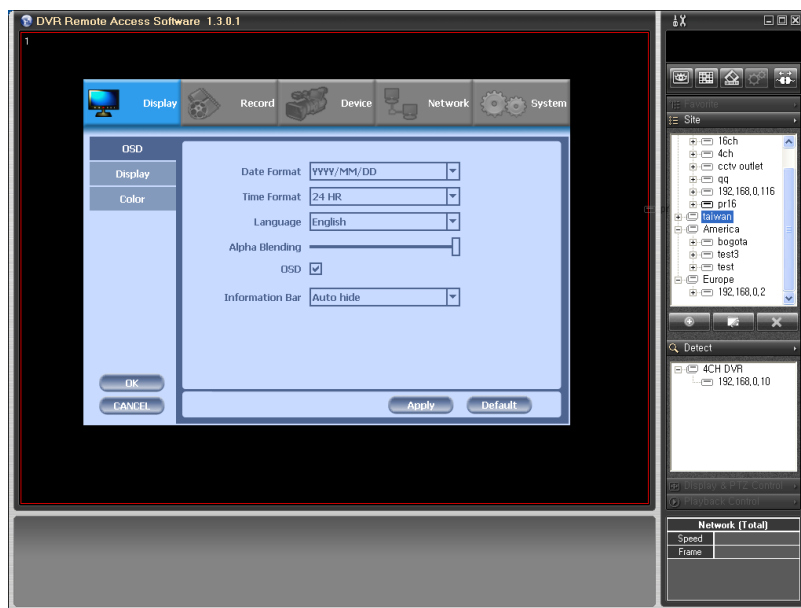 DVR Remote Access Software 1.3.0.1
1
Display
Record
Device
Network
System
OSD
Display
Color
Date Format YYYY/MM/DD
Time Format 24 HR
Language English
Alpha Blending
OSD
Information Bar Auto hide
OK
CANCEL
Apply
Default
Favorite
Site
16ch
4ch
cctv outlet
qq
192,168,0,116
pr16
taiwan
America
bogota
test3
test
Europe
192,168,0,2
Detect
4CH DVR
192,168,0,10
Display & PTZ Control
Playback Control
Network (Total)
Speed
Frame